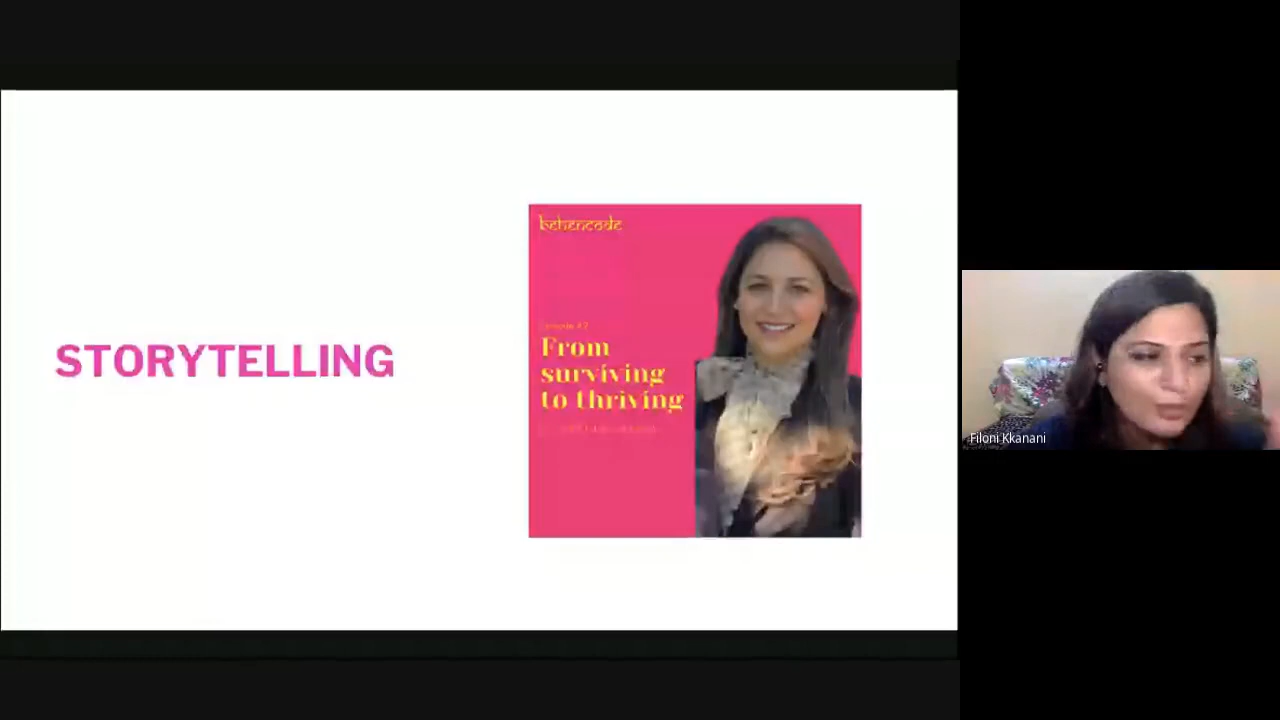 STORYTELLING
behencode
From
surviving
to thriving
Filoni Kkanani